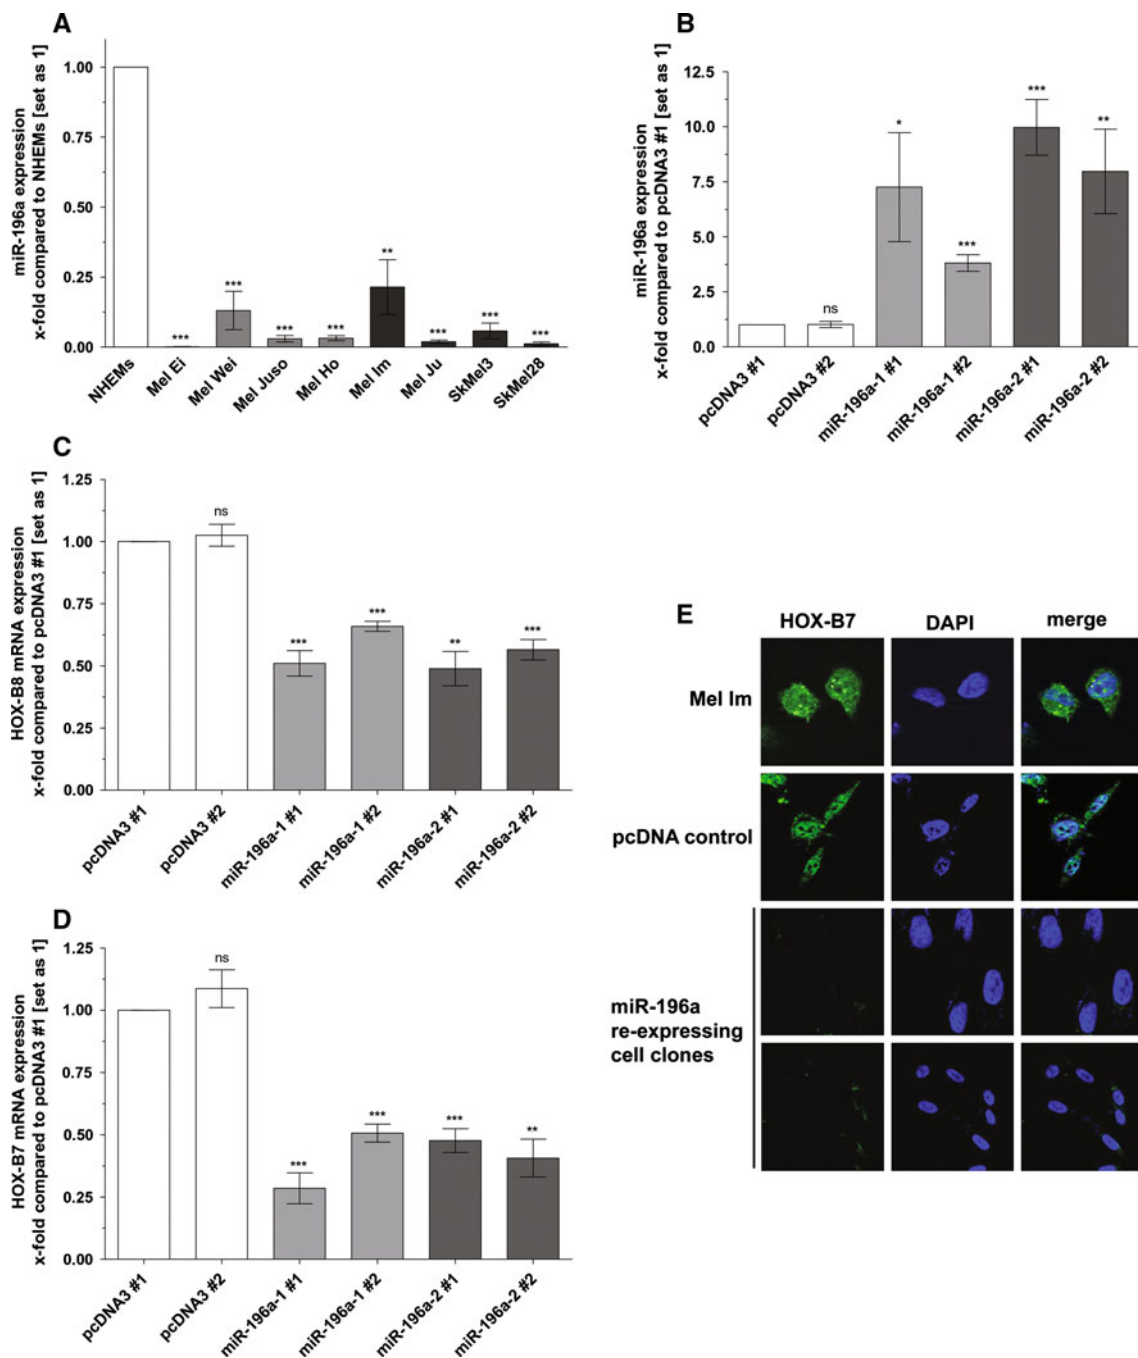 A
miR-196a expression
x-fold compared to NHEMs [set as 1]
1.00
0.75
0.50
0.25
0.00
***
***
***
***
**
***
***
***
NHEMs
Mel Ei
Mel Wei
Mel Juso
Mel Ho
Mel Im
Mel Ju
SkMel3
SkMel28
B
miR-196a expression
x-fold compared to pcDNA3 #1 [set as 1]
12.5
10.0
7.5
5.0
2.5
0.0
ns
*
***
***
**
pcDNA3 #1
pcDNA3 #2
miR-196a-1 #1
miR-196a-1 #2
miR-196a-2 #1
miR-196a-2 #2
C
HOX-B8 mRNA expression
x-fold compared to pcDNA3 #1 [set as 1]
1.25
1.00
0.75
0.50
0.25
0.00
ns
***
***
**
***
pcDNA3 #1
pcDNA3 #2
miR-196a-1 #1
miR-196a-1 #2
miR-196a-2 #1
miR-196a-2 #2
D
HOX-B7 mRNA expression
x-fold compared to pcDNA3 #1 [set as 1]
1.25
1.00
0.75
0.50
0.25
0.00
ns
***
***
***
**
pcDNA3 #1
pcDNA3 #2
miR-196a-1 #1
miR-196a-1 #2
miR-196a-2 #1
miR-196a-2 #2
E
HOX-B7 DAPI merge
Mel Im
pcDNA control
miR-196a
re-expressing
cell clones